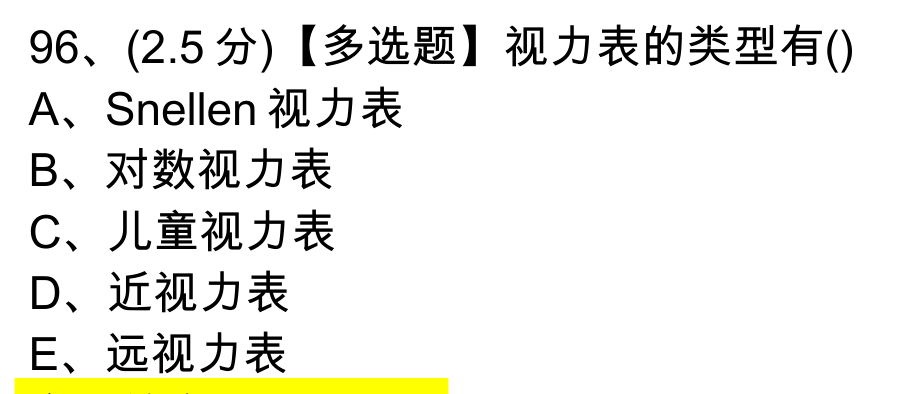 96、(2.5 分)【多选题】视力表的类型有()
A、Snellen 视力表
B、对数视力表
C、儿童视力表
D、近视力表
E、远视力表